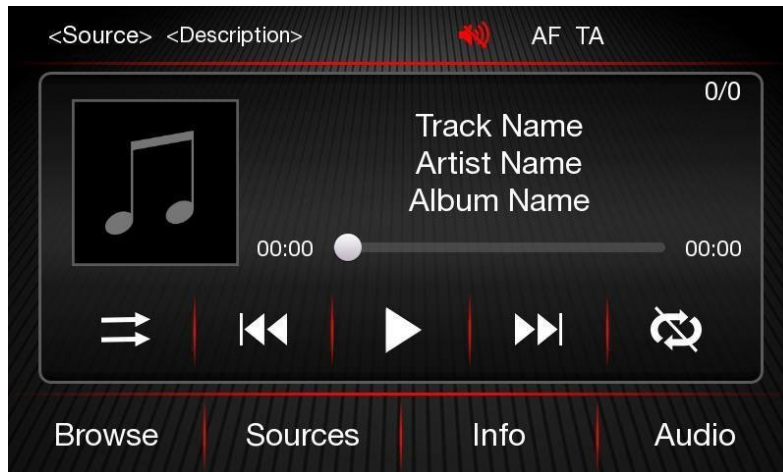 <Source> <Description> AF TA
0/0
Track Name
Artist Name
Album Name
00:00 00:00
Browse Sources Info Audio